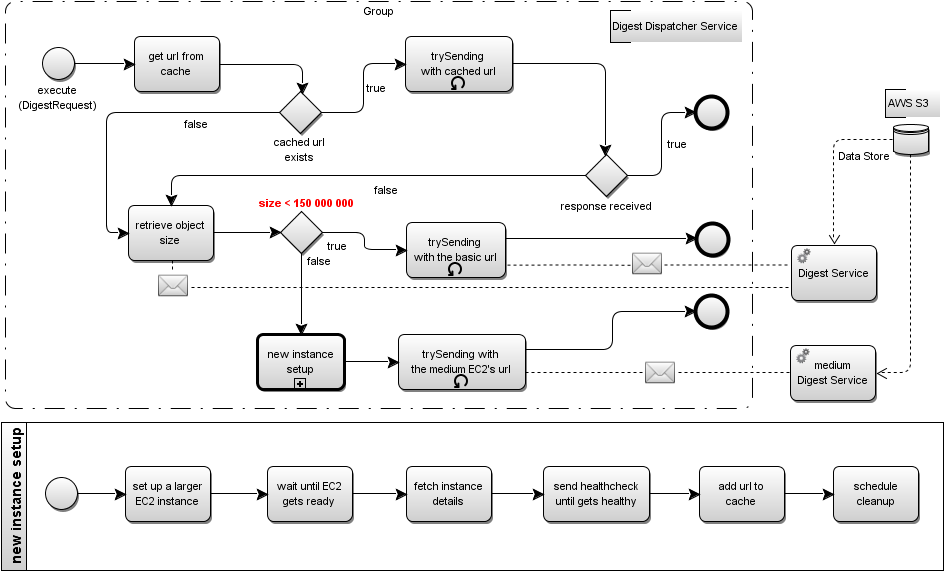 Group
Digest Dispatcher Service
get url from
cache
trySending
with cached url
execute
(DigestRequest)
true
AWS S3
false
cached url
exists
true
Data Store
false
response received
size < 150 000 000
retrieve object
size
true
trySending
with the basic url
false
Digest Service
new instance
setup
trySending with
the medium EC2's url
medium
Digest Service
new instance setup
set up a larger
EC2 instance
wait until EC2
gets ready
fetch instance
details
send healthcheck
until gets healthy
add url to
cache
schedule
cleanup